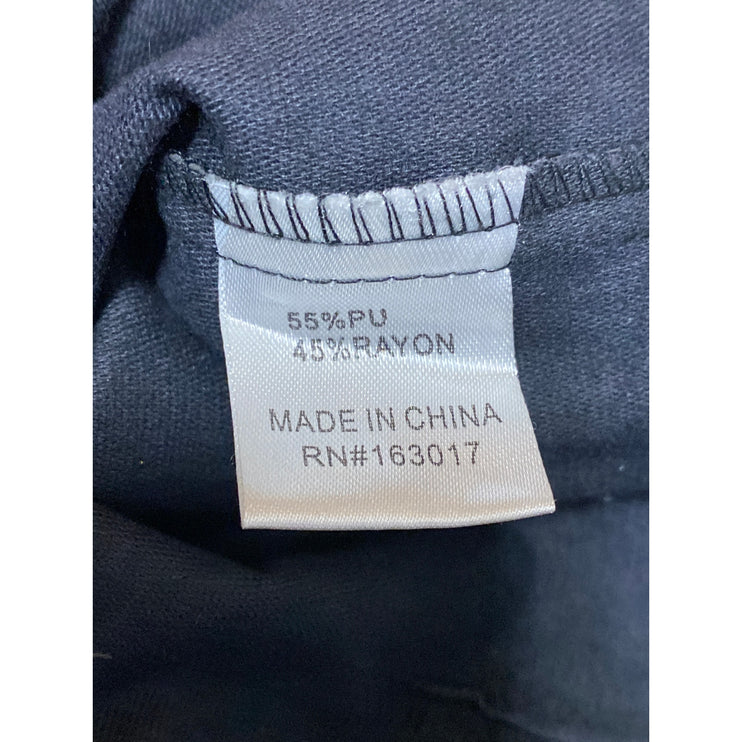 55%PU
45%RAYON
MADE IN CHINA
RN#163017